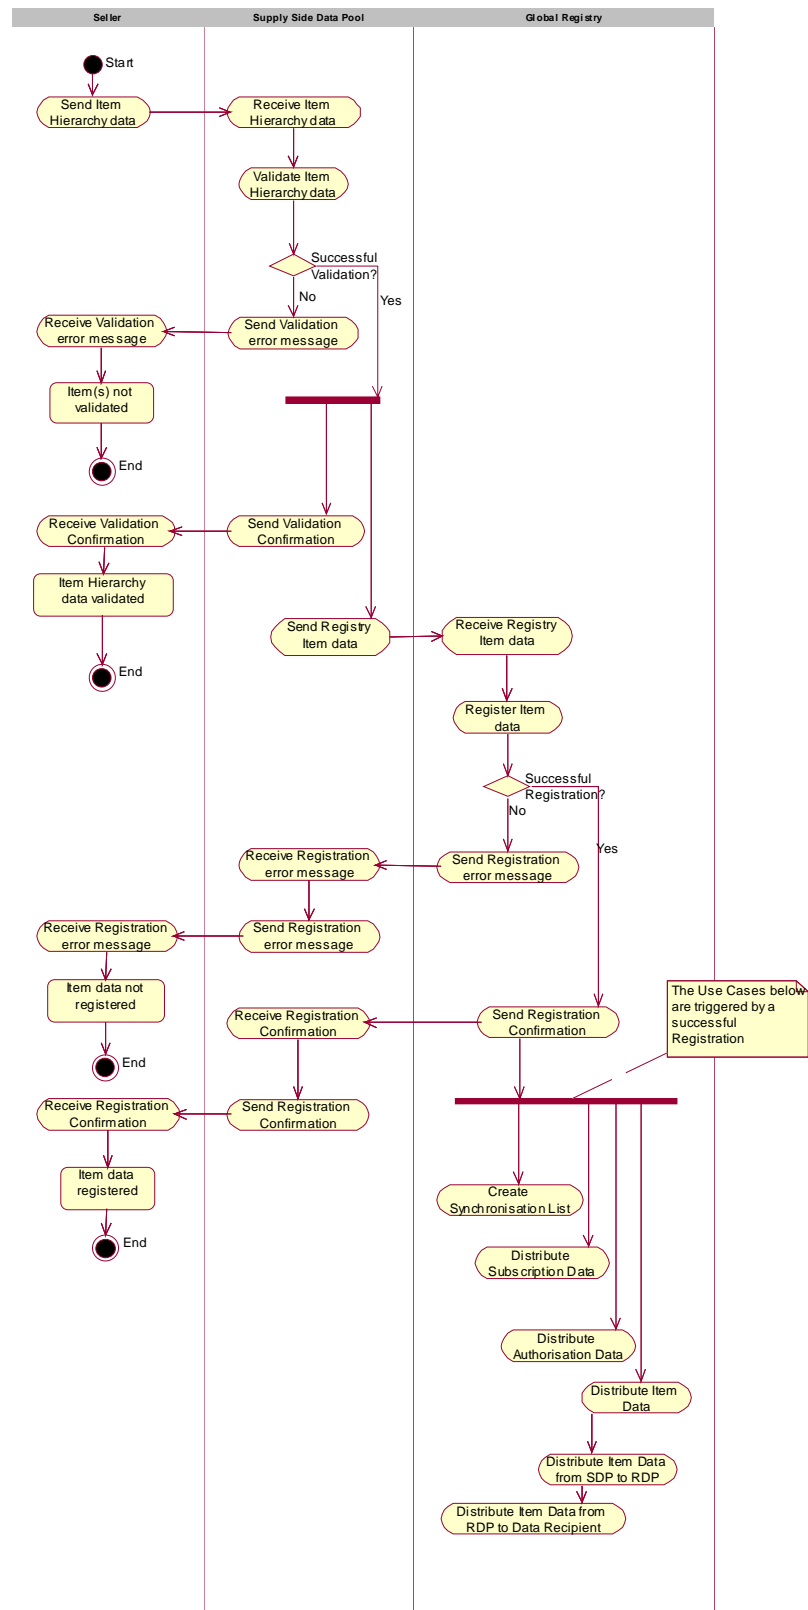 Seller
Supply Side Data Pool
Global Registry
Start
Send Item
Hierarchy data
Receive Item
Hierarchy data
Validate Item
Hierarchy data
Successful
Validation?
No
Yes
Receive Validation
error message
Send Validation
error message
Item(s) not
validated
End
Receive Validation
Confirmation
Send Validation
Confirmation
Item Hierarchy
data validated
End
Send Registry
Item data
Receive Registry
Item data
Register Item
data
Successful
Registration?
No
Yes
Receive Registration
error message
Send Registration
error message
Receive Registration
error message
Send Registration
error message
Item data not
registered
End
The Use Cases below
are triggered by a
successful
Registration
Receive Registration
Confirmation
Send Registration
Confirmation
Receive Registration
Confirmation
Send Registration
Confirmation
Item data
registered
End
Create
Synchronisation List
Distribute
Subscription Data
Distribute
Authorisation Data
Distribute Item
Data
Distribute Item Data
from SDP to RDP
Distribute Item Data from
RDP to Data Recipient